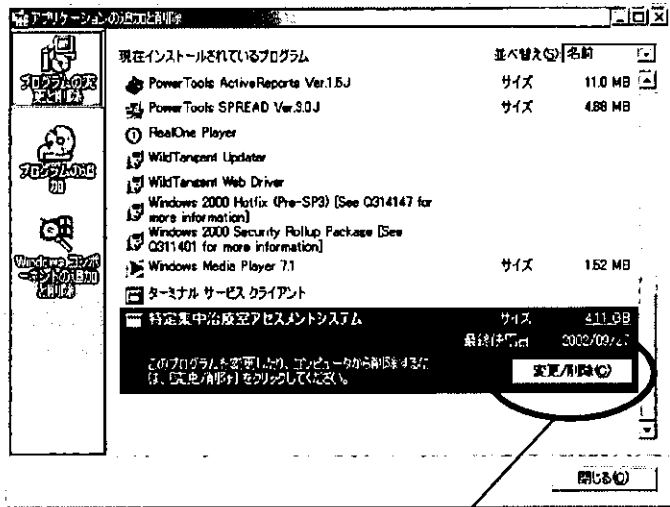 アプリケーションの追加と削除
プログラムの変更と削除
プログラムの追加
Windows コンポーネントの追加と削除
現在インストールされているプログラム
並べ替え(S): 名前
PowerTools ActiveReports Ver.1.5J サイズ 11.0 MB
PowerTools SPREAD Ver.3.0J サイズ 4.88 MB
RealOne Player
WildTangent Updater
WildTangent Web Driver
Windows 2000 Hotfix (Pre-SP3) [See Q314147 for
more information]
Windows 2000 Security Rollup Package [See
Q311401 for more information]
Windows Media Player 7.1 サイズ 1.52 MB
ターミナル サービス クライアント
特定集中治療室アセスメントシステム サイズ 4.11 GB
最終使用日 2002/09/27
このプログラムを変更したり、コンピュータから削除するに
は、[変更/削除] をクリックしてください。
変更/削除(C)
閉じる(C)